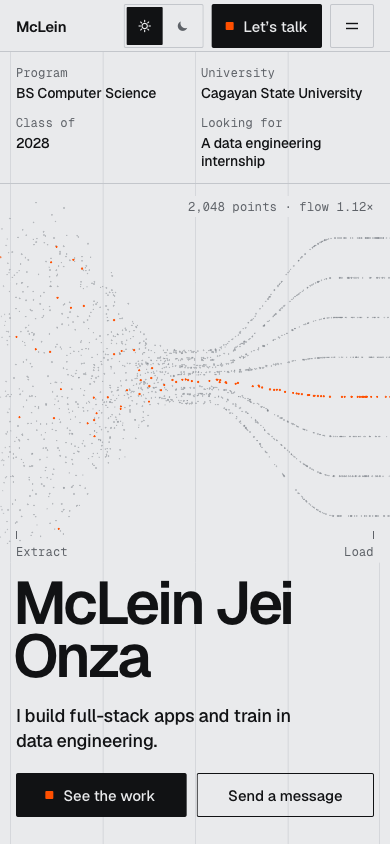 McLein
Let's talk
Program
BS Computer Science
University
Cagayan State University
Class of
2028
Looking for
A data engineering
internship
2,048 points · flow 1.12×
Extract
Load
McLein Jei
Onza
I build full-stack apps and train in
data engineering.
See the work
Send a message